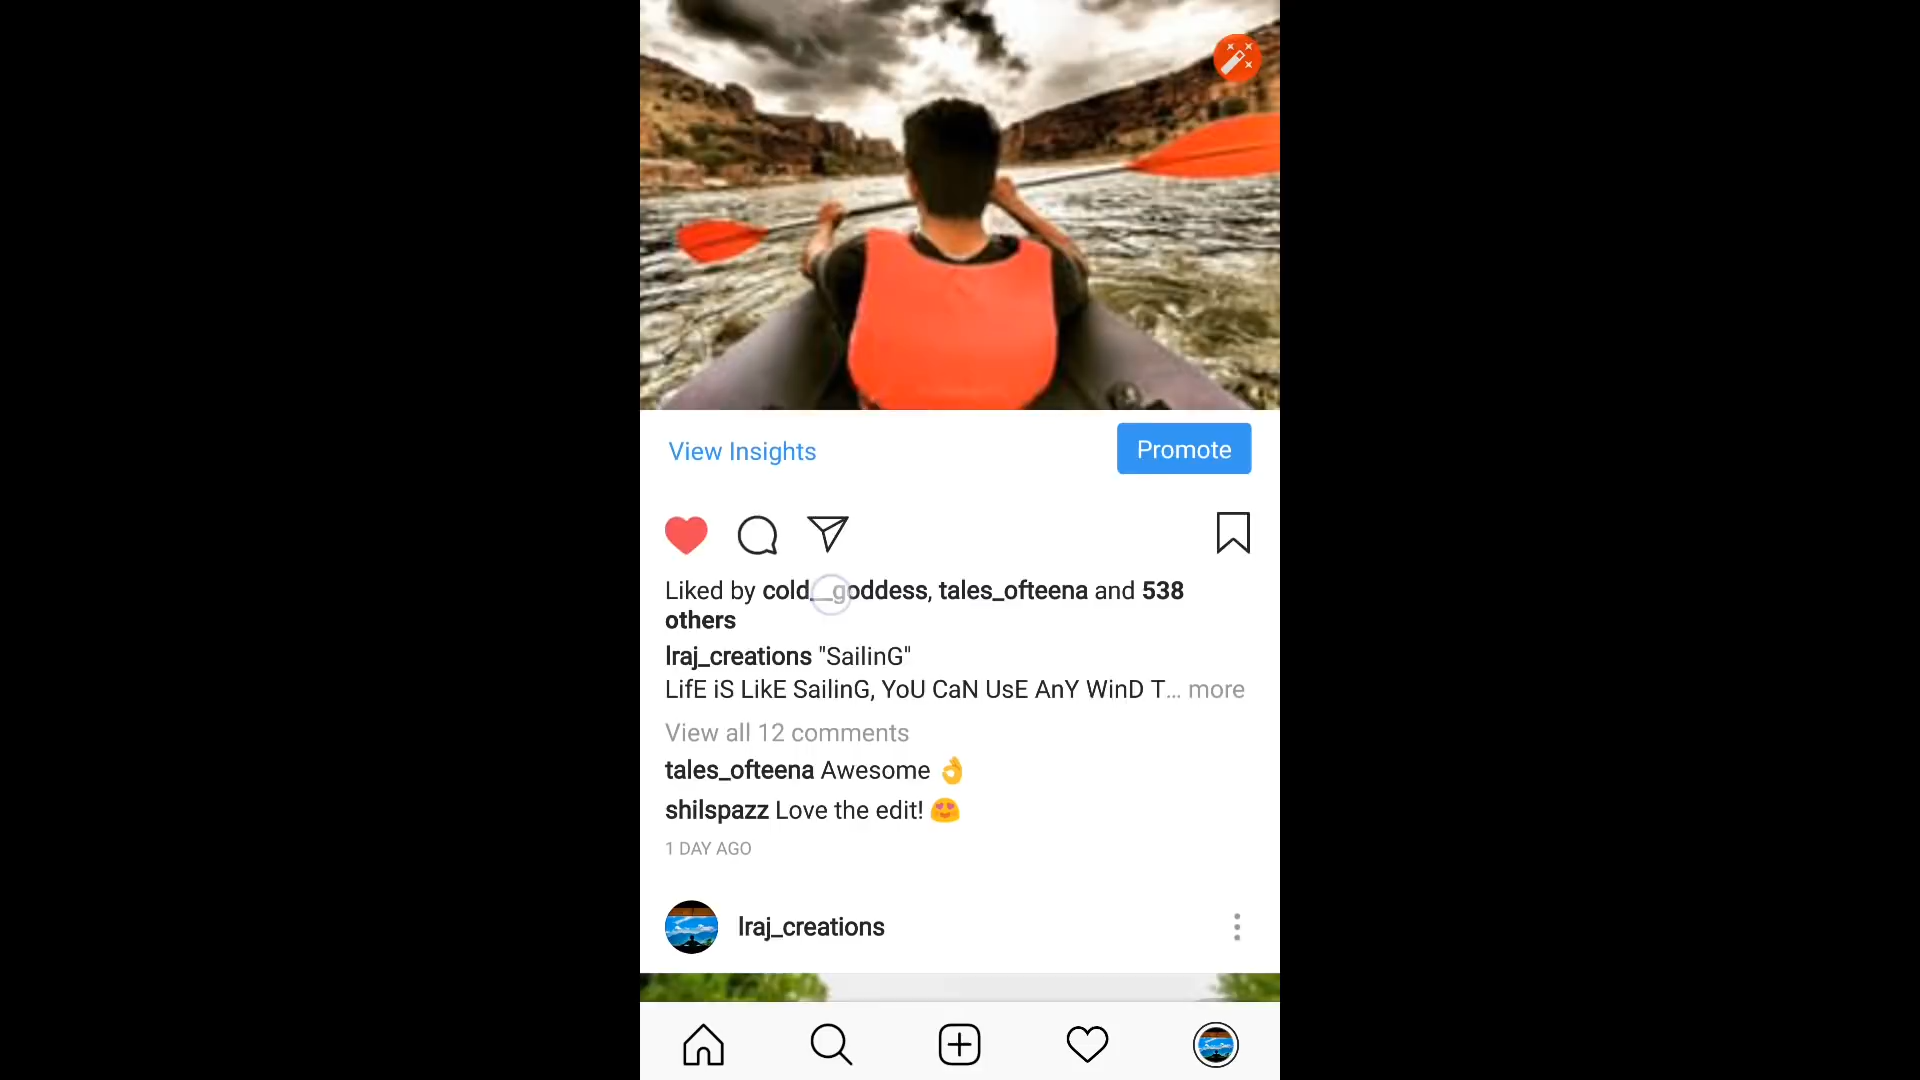 View Insights
Promote
Liked by cold__goddess, tales_ofteena and 538
others
lraj_creations "SailinG"
LifE iS LikE SailinG, YoU CaN UsE AnY WinD T... more
View all 12 comments
tales_ofteena Awesome 👌
shilspazz Love the edit! 😍
1 DAY AGO
lraj_creations